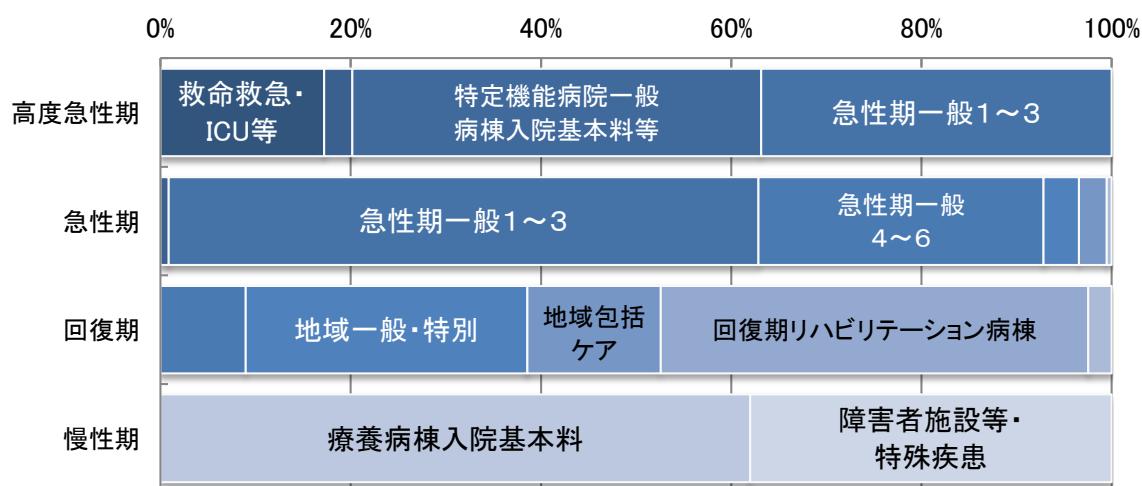 0%
20%
40%
60%
80%
100%
高度急性期
救命救急・
ICU等
特定機能病院一般
病棟入院基本料等
急性期一般1～3
急性期
急性期一般1～3
急性期一般
4～6
回復期
地域一般・特別
地域包括
ケア
回復期リハビリテーション病棟
慢性期
療養病棟入院基本料
障害者施設等・
特殊疾患